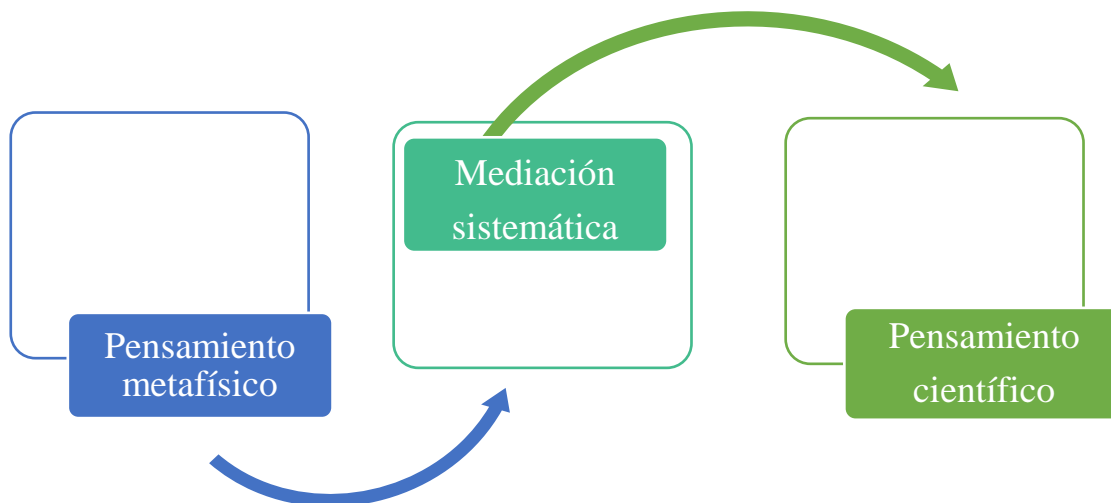 Pensamiento
metafísico
Mediación
sistemática
Pensamiento
científico